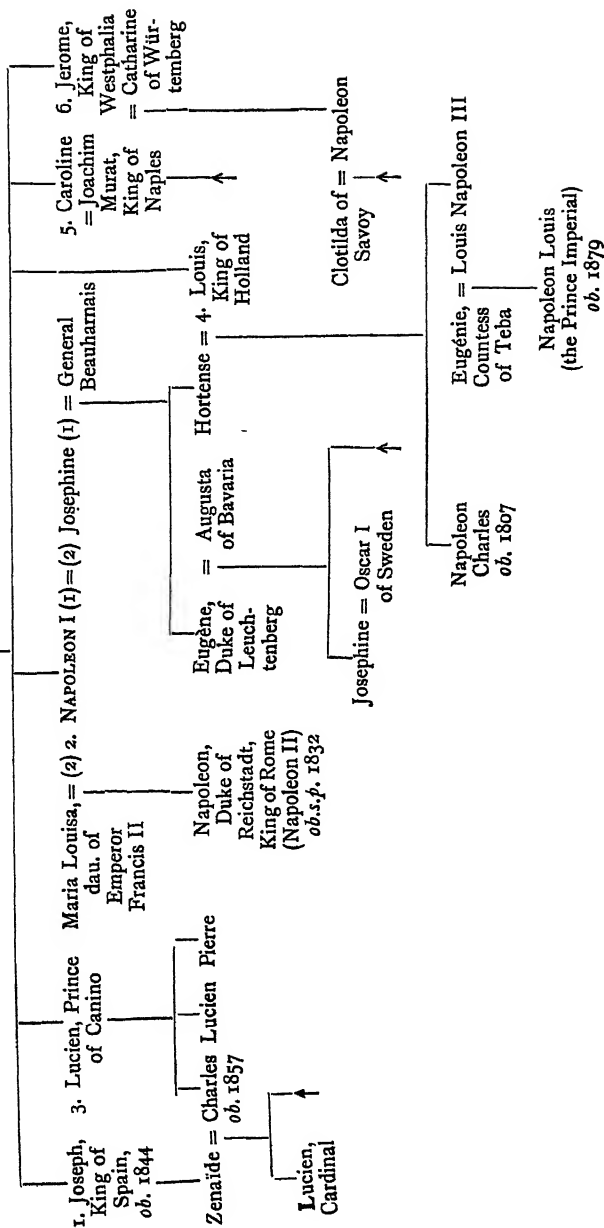 1. Joseph,
King of
Spain,
ob. 1844
3. Lucien, Prince
of Canino
Maria Louisa, = (2) 2. NAPOLEON I (1) = (2) Josephine (1) = General
dau. of
Emperor
Francis II
Beauharnais
5. Caroline
= Joachim
Murat,
King of
Naples
6. Jerome,
King of
Westphalia
= Catharine
of Wür-
temberg
Zenaïde = Charles Lucien Pierre
ob. 1857
Napoleon,
Duke of
Reichstadt,
King of Rome
(Napoleon II)
ob.s.p. 1832
Eugène,
Duke of
Leuch-
tenberg
= Augusta
of Bavaria
Hortense = 4. Louis,
King of
Holland
Lucien,
Cardinal
Josephine = Oscar I
of Sweden
Clotilda of = Napoleon
Savoy
Napoleon
Charles
ob. 1807
Eugénie, = Louis Napoleon III
Countess
of Teba
Napoleon Louis
(the Prince Imperial)
ob. 1879